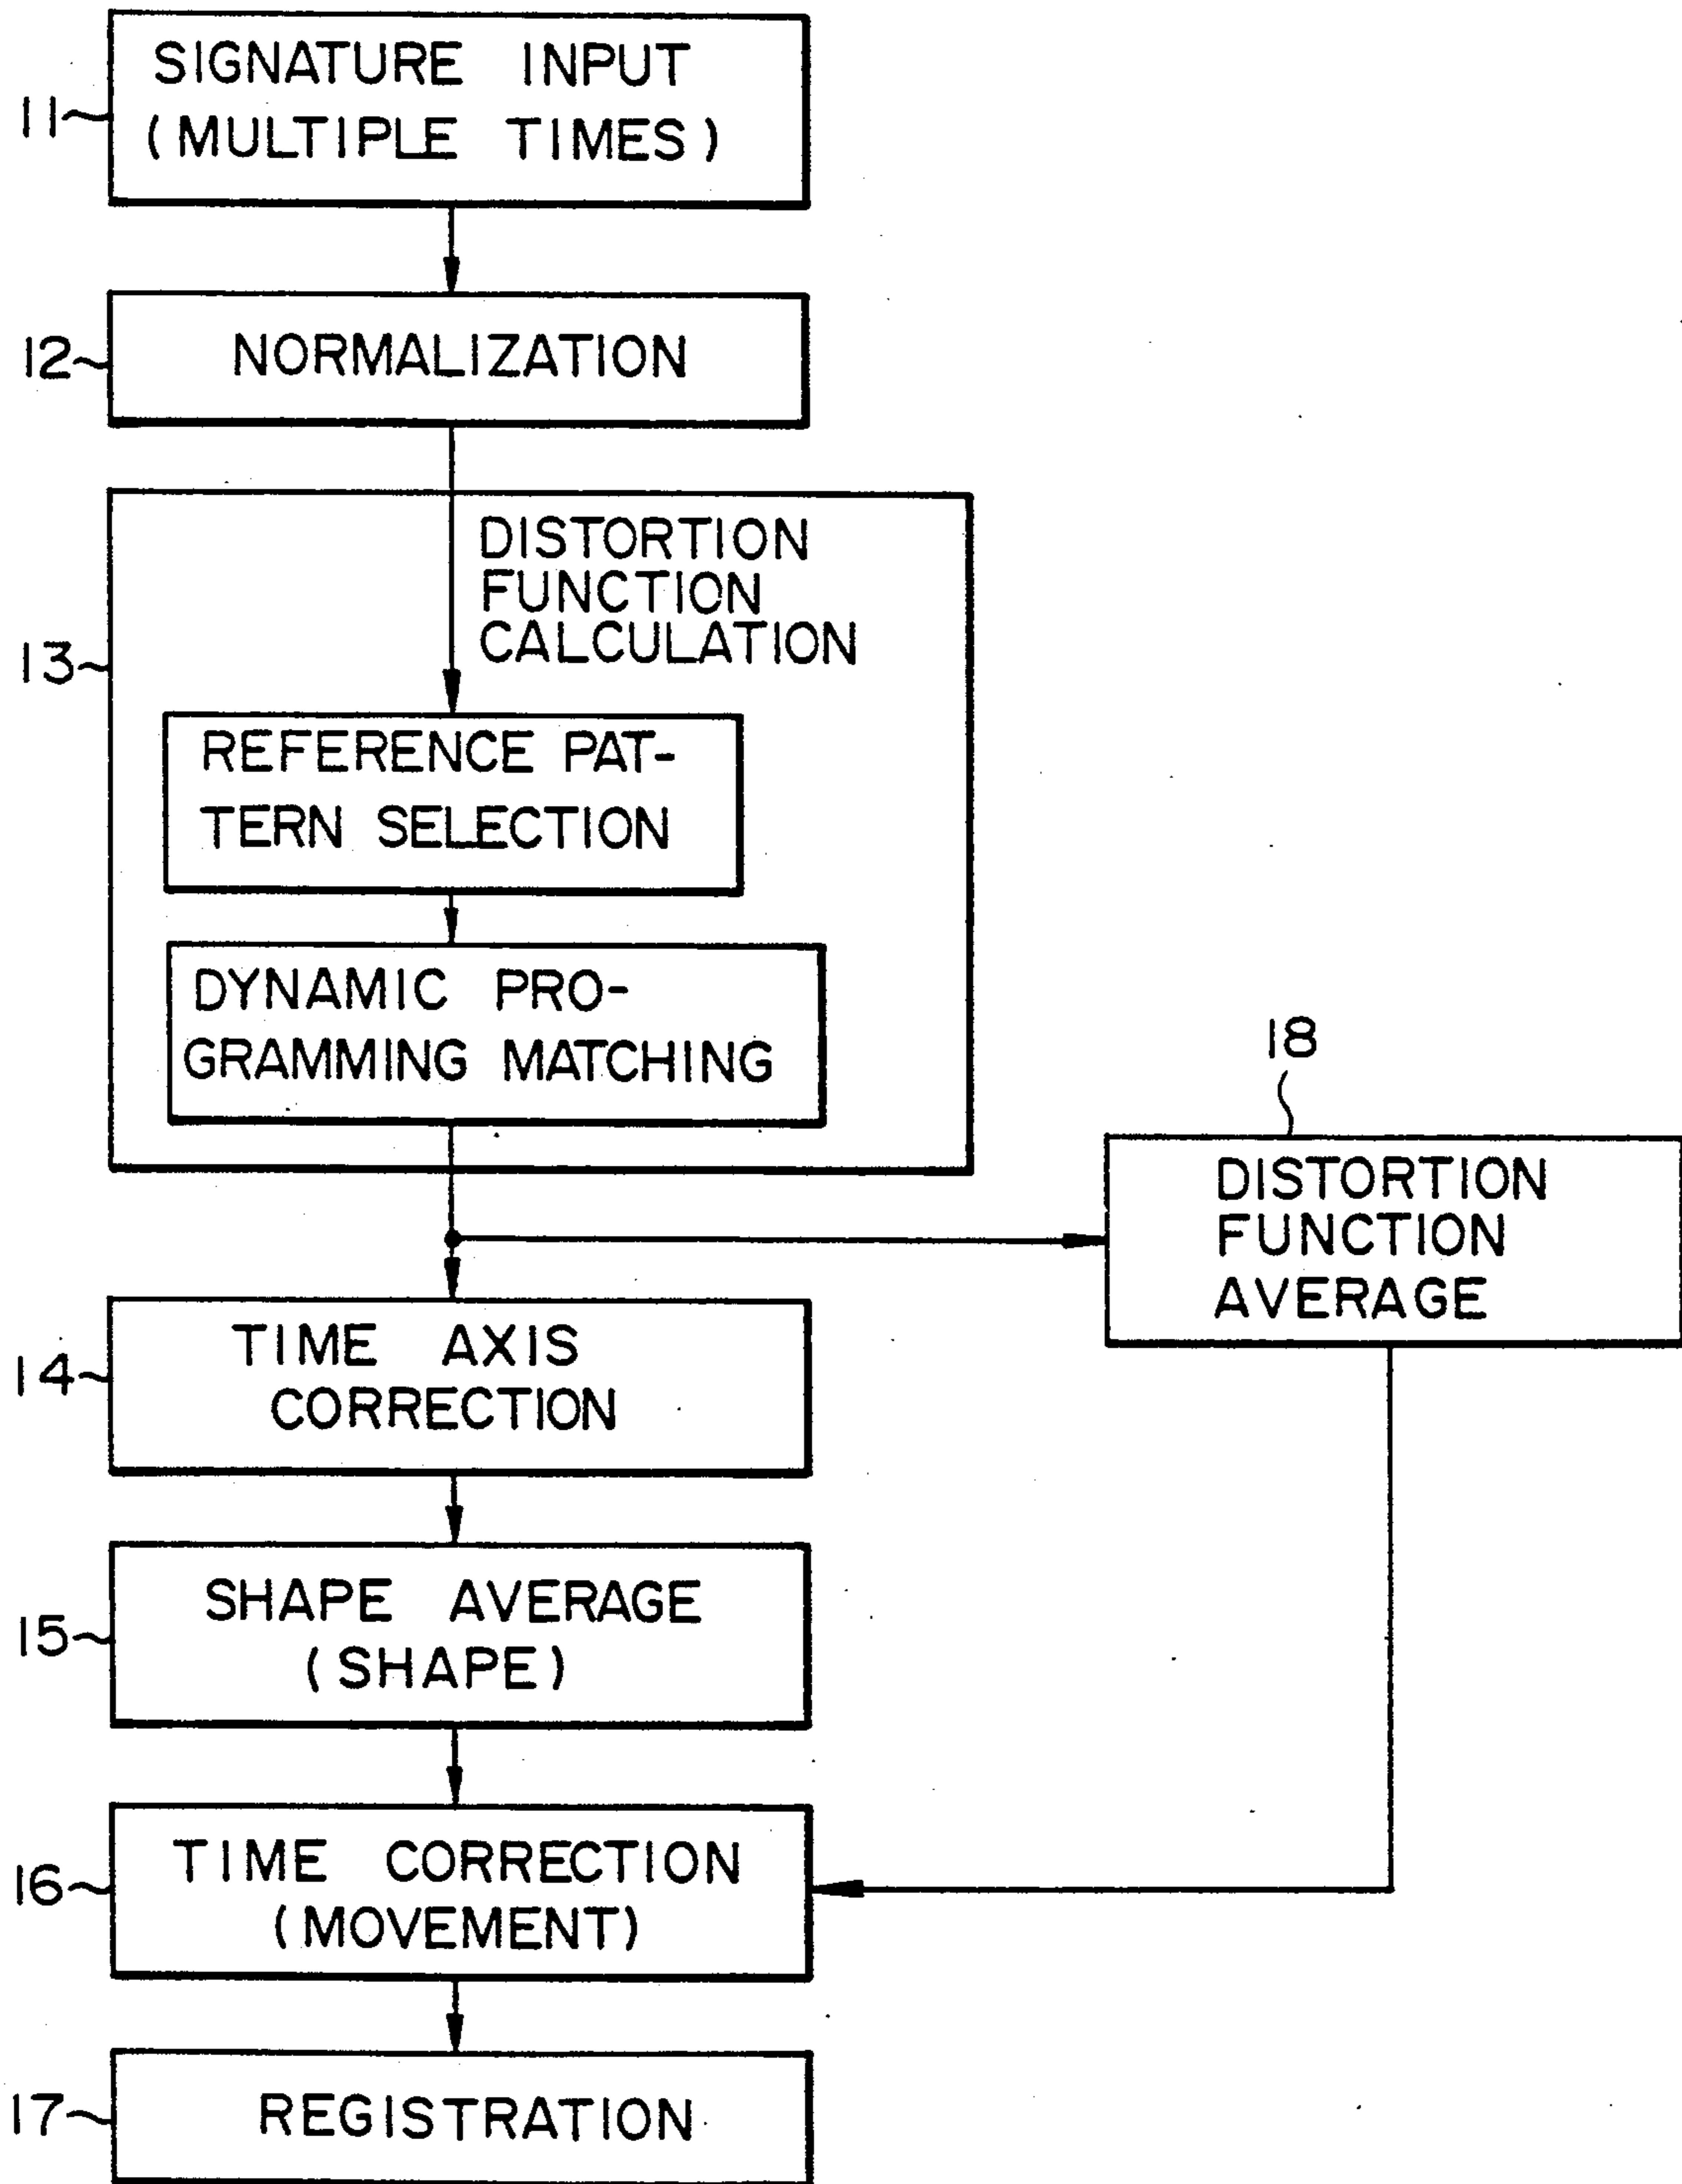 SIGNATURE INPUT
(MULTIPLE TIMES)
11
NORMALIZATION
12
DISTORTION
FUNCTION
CALCULATION
13
REFERENCE PAT-
TERN SELECTION
DYNAMIC PRO-
GRAMMING MATCHING
18
DISTORTION
FUNCTION
AVERAGE
TIME AXIS
CORRECTION
14
SHAPE AVERAGE
(SHAPE)
15
TIME CORRECTION
(MOVEMENT)
16
REGISTRATION
17